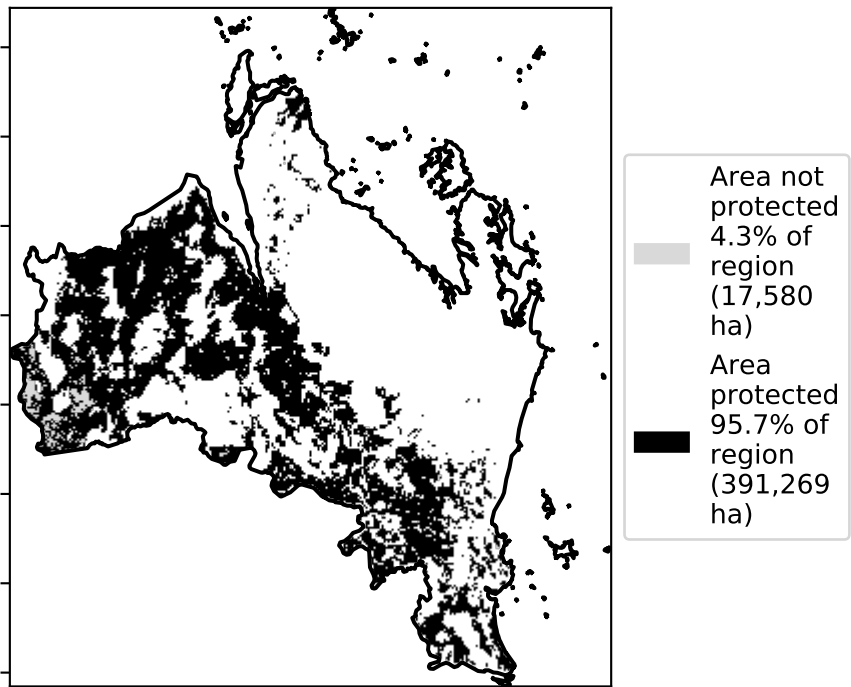 Area not
protected
4.3% of
region
(17,580
ha)
Area
protected
95.7% of
region
(391,269
ha)